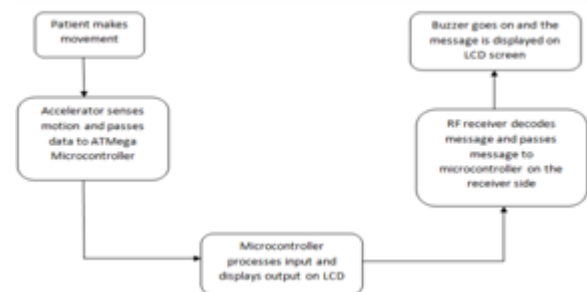 Patient makes
movement
Accelerator senses
motion and passes
data to ATMega
Microcontroller
Microcontroller
processes input and
displays output on LCD
RF receiver decodes
message and passes
message to
microcontroller on the
receiver side
Buzzer goes on and the
message is displayed on
LCD screen